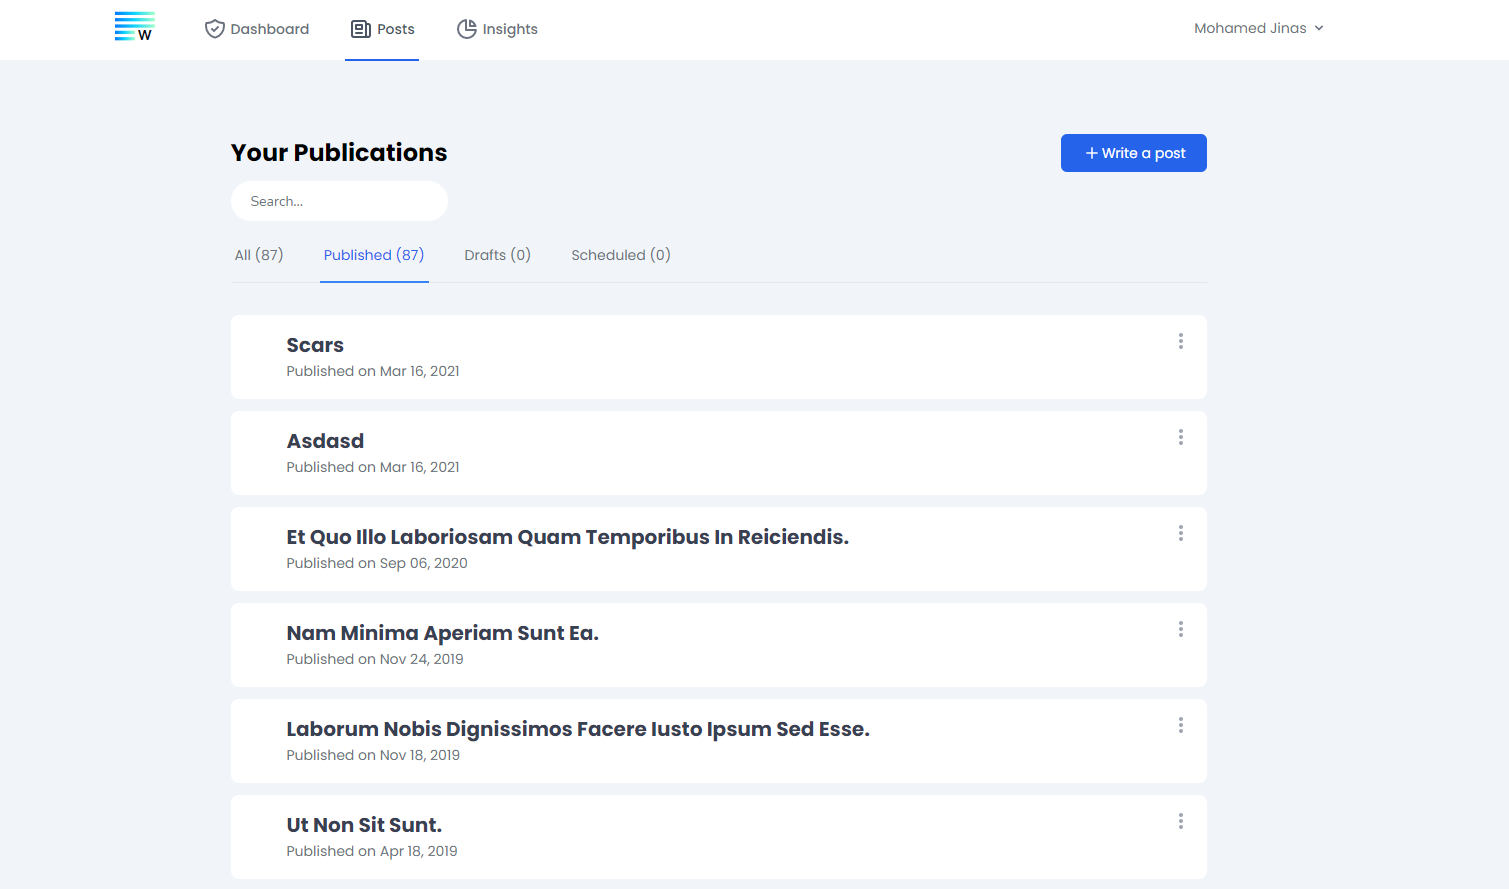 W
Dashboard
Posts
Insights
Mohamed Jinas
Your Publications
Write a post
Search...
All (87)
Published (87)
Drafts (0)
Scheduled (0)
Scars
Published on Mar 16, 2021
Asdasd
Published on Mar 16, 2021
Et Quo Illo Laboriosam Quam Temporibus In Reiciendis.
Published on Sep 06, 2020
Nam Minima Aperiam Sunt Ea.
Published on Nov 24, 2019
Laborum Nobis Dignissimos Facere Iusto Ipsum Sed Esse.
Published on Nov 18, 2019
Ut Non Sit Sunt.
Published on Apr 18, 2019